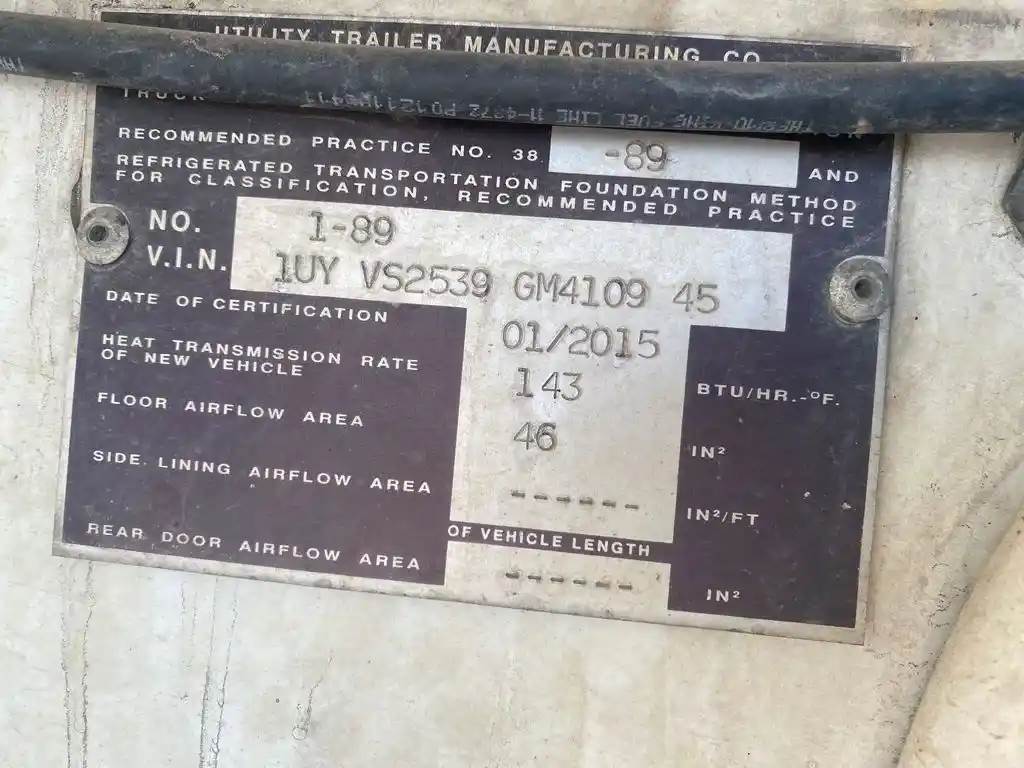 UTILITY TRAILER MANUFACTURING CO
TRUCK
RECOMMENDED PRACTICE NO. 38 -89 AND
REFRIGERATED TRANSPORTATION FOUNDATION METHOD
FOR CLASSIFICATION, RECOMMENDED PRACTICE
NO. 1-89
V.I.N. 1UY VS2539 GM4109 45
DATE OF CERTIFICATION 01/2015
HEAT TRANSMISSION RATE
OF NEW VEHICLE 143 BTU/HR.-°F.
FLOOR AIRFLOW AREA 46 IN²
SIDE LINING AIRFLOW AREA ------ IN²/FT
OF VEHICLE LENGTH
REAR DOOR AIRFLOW AREA ------ IN²